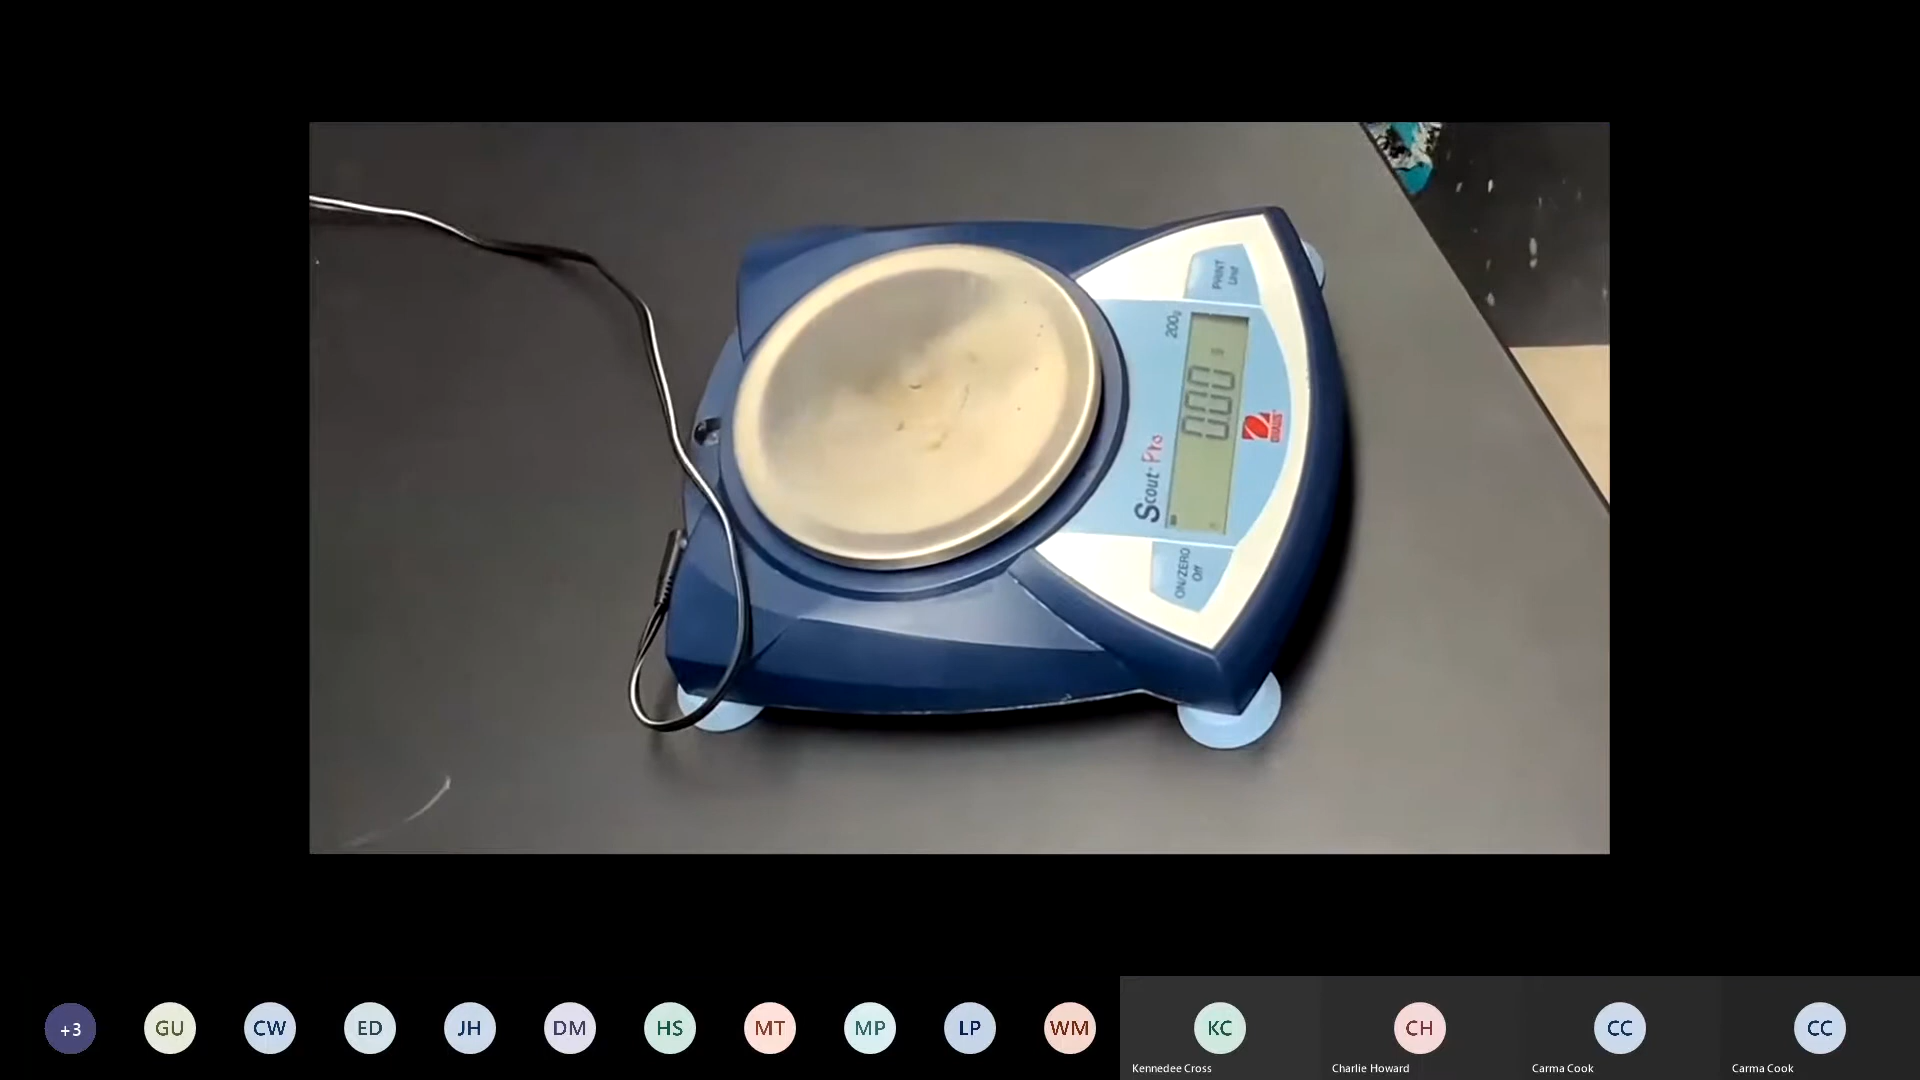 PRINT
Unit
200g
0.00 g
Scout Pro
OHAUS
ON/ZERO
Off
+3
GU
CW
ED
JH
DM
HS
MT
MP
LP
WM
KC
CH
CC
CC
Kennedee Cross
Charlie Howard
Carma Cook
Carma Cook